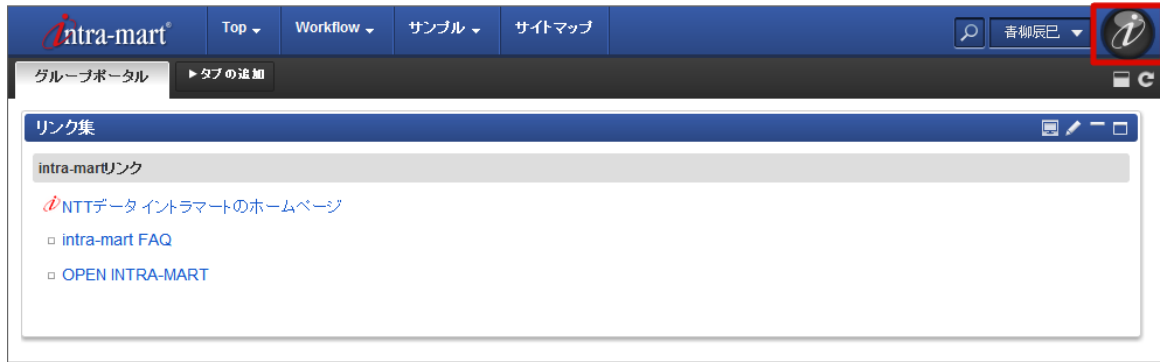 intra-mart® Top Workflow サンプル サイトマップ 青柳辰巳
グループポータル タブの追加
リンク集
intra-martリンク
NTTデータ イントラマートのホームページ
intra-mart FAQ
OPEN INTRA-MART